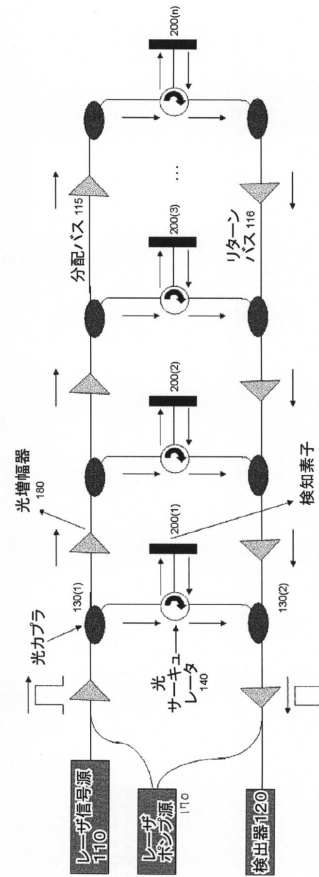 レーザ信号源
110
レーザ
ポンプ源
170
検出器120
光カプラ
130(1)
光増幅器
180
分配バス 115
光
サーキュ
レータ
140
200(1)
200(2)
200(3)
...
200(n)
検知素子
130(2)
リターン
バス 116